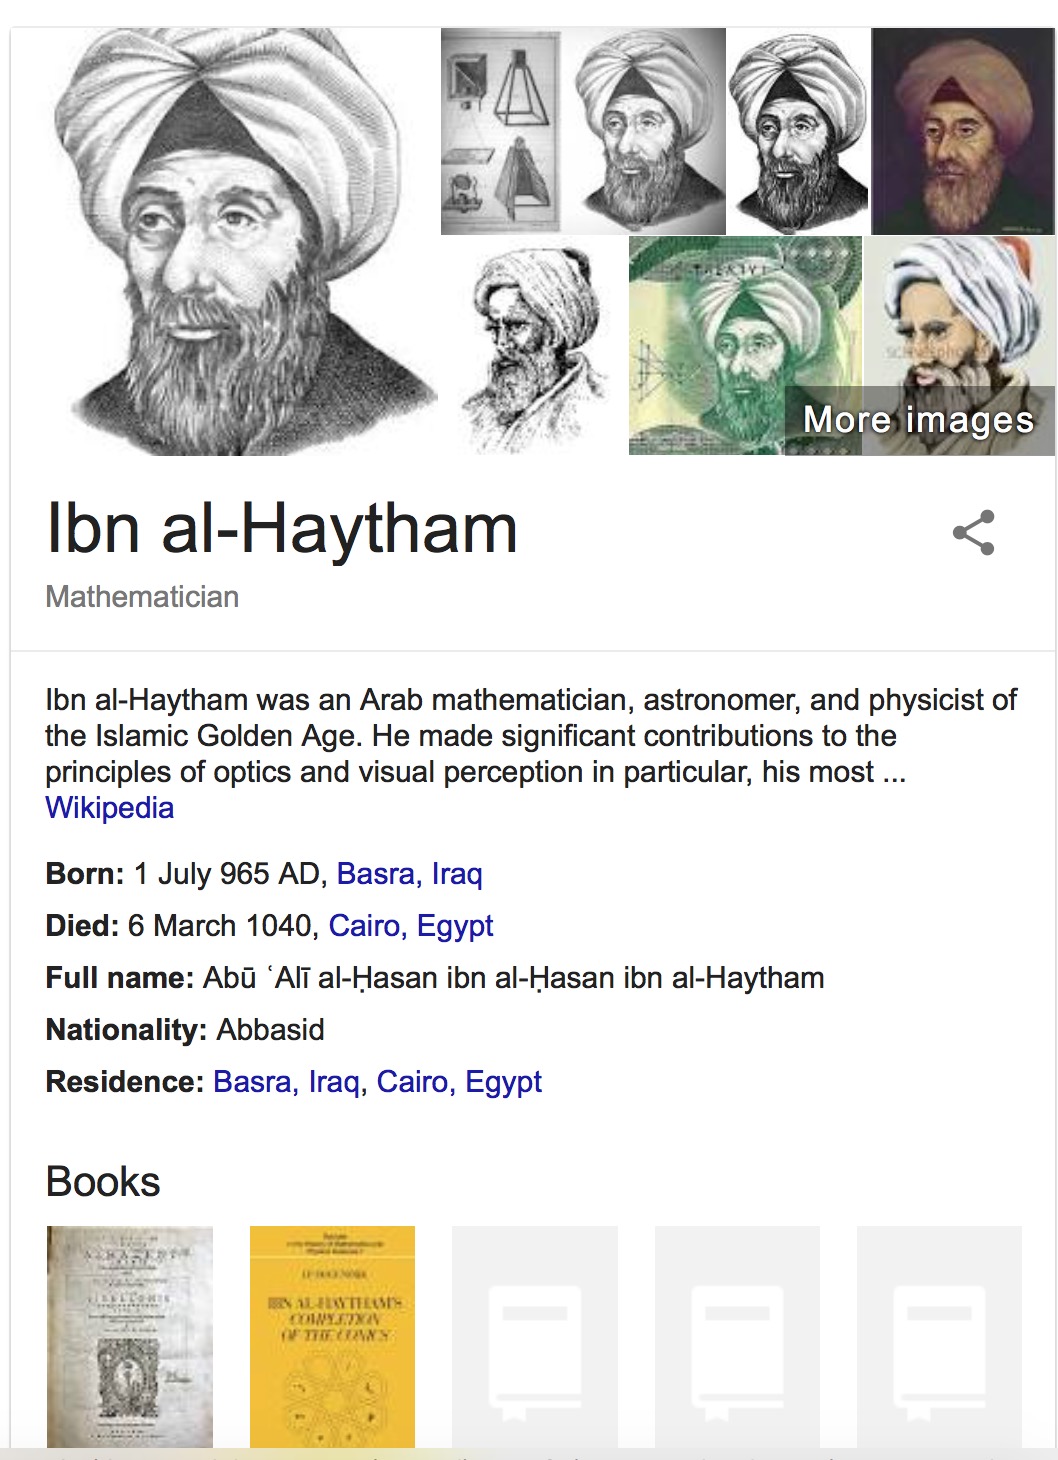 More images
Ibn al-Haytham
Mathematician
Ibn al-Haytham was an Arab mathematician, astronomer, and physicist of
the Islamic Golden Age. He made significant contributions to the
principles of optics and visual perception in particular, his most ...
Wikipedia
Born: 1 July 965 AD, Basra, Iraq
Died: 6 March 1040, Cairo, Egypt
Full name: Abū ʿAlī al-Ḥasan ibn al-Ḥasan ibn al-Haytham
Nationality: Abbasid
Residence: Basra, Iraq, Cairo, Egypt
Books
IBN AL-HAYTHAM'S
COMPLETION
OF THE CONICS